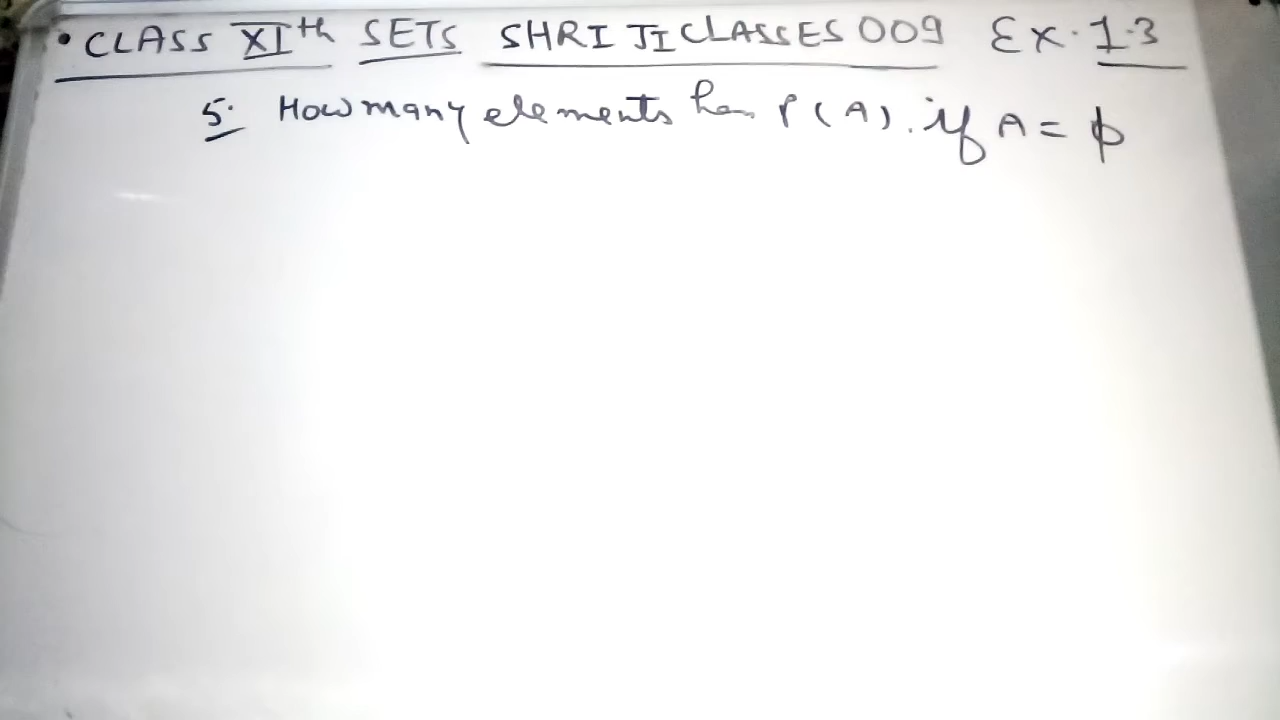 • CLASS XIth SETS SHRI JI CLASSES 009 Ex. 1.3
5. How many elements has P(A). if A = ϕ